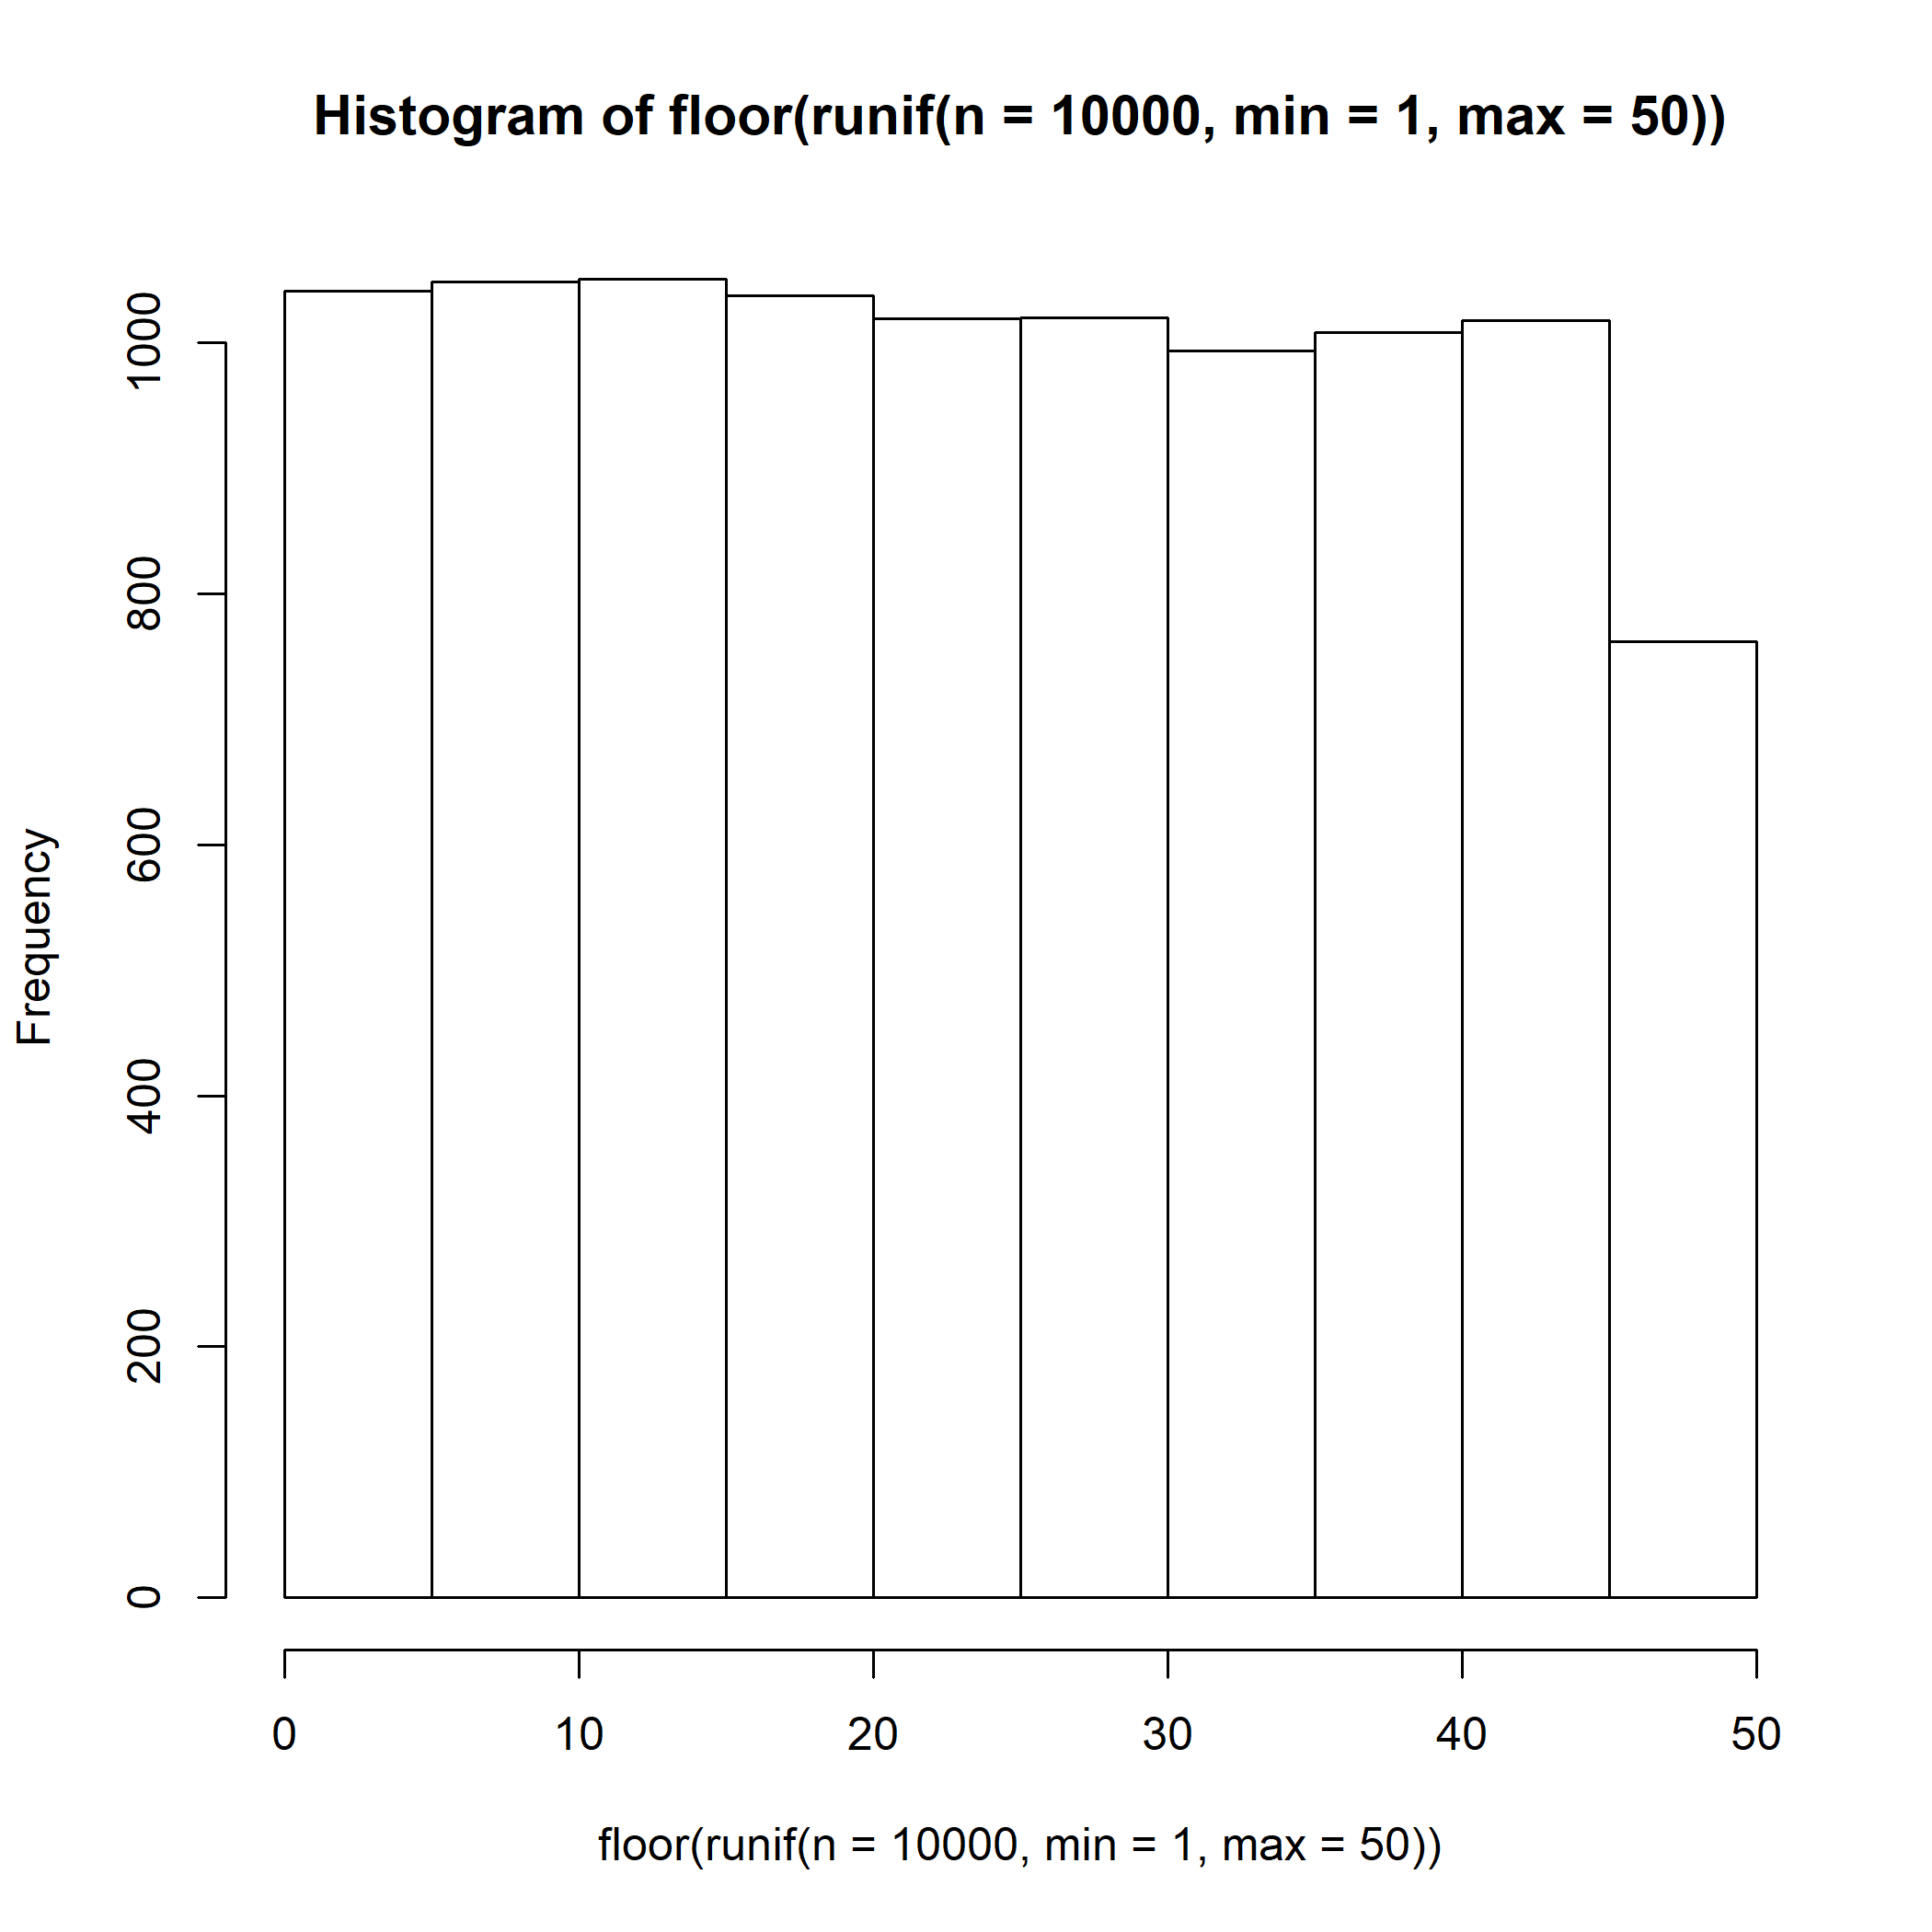 Histogram of floor(runif(n = 10000, min = 1, max = 50))
Frequency
1000
800
600
400
200
0
0 10 20 30 40 50
floor(runif(n = 10000, min = 1, max = 50))